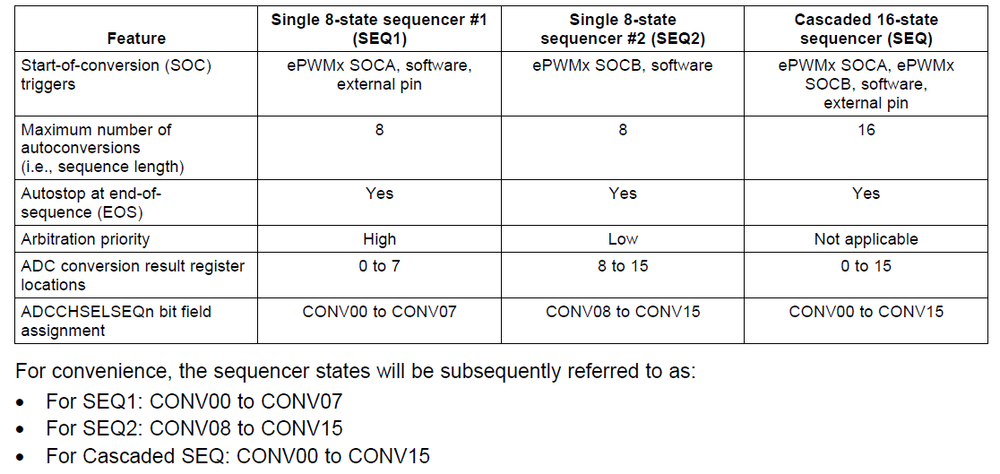 Feature
Single 8-state sequencer #1
(SEQ1)
Single 8-state
sequencer #2 (SEQ2)
Cascaded 16-state
sequencer (SEQ)
Start-of-conversion (SOC)
triggers
ePWMx SOCA, software,
external pin
ePWMx SOCB, software
ePWMx SOCA, ePWMx
SOCB, software,
external pin
Maximum number of
autoconversions
(i.e., sequence length)
8
8
16
Autostop at end-of-
sequence (EOS)
Yes
Yes
Yes
Arbitration priority
High
Low
Not applicable
ADC conversion result register
locations
0 to 7
8 to 15
0 to 15
ADCCHSELSEQn bit field
assignment
CONV00 to CONV07
CONV08 to CONV15
CONV00 to CONV15
For convenience, the sequencer states will be subsequently referred to as:
• For SEQ1: CONV00 to CONV07
• For SEQ2: CONV08 to CONV15
• For Cascaded SEQ: CONV00 to CONV15